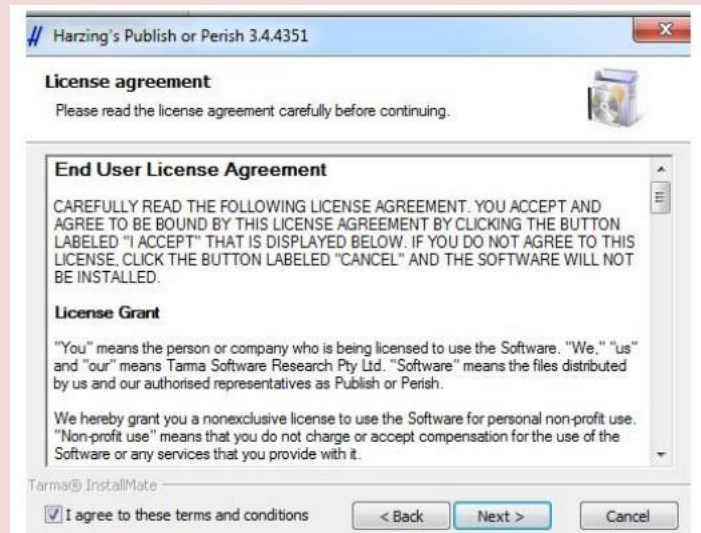 Harzing's Publish or Perish 3.4.4351
License agreement
Please read the license agreement carefully before continuing.
End User License Agreement
CAREFULLY READ THE FOLLOWING LICENSE AGREEMENT. YOU ACCEPT AND
AGREE TO BE BOUND BY THIS LICENSE AGREEMENT BY CLICKING THE BUTTON
LABELED "I ACCEPT" THAT IS DISPLAYED BELOW. IF YOU DO NOT AGREE TO THIS
LICENSE, CLICK THE BUTTON LABELED "CANCEL" AND THE SOFTWARE WILL NOT
BE INSTALLED.
License Grant
"You" means the person or company who is being licensed to use the Software. "We," "us"
and "our" means Tarma Software Research Pty Ltd. "Software" means the files distributed
by us and our authorised representatives as Publish or Perish.
We hereby grant you a nonexclusive license to use the Software for personal non-profit use.
"Non-profit use" means that you do not charge or accept compensation for the use of the
Software or any services that you provide with it.
Tarma® InstallMate
I agree to these terms and conditions < Back Next > Cancel